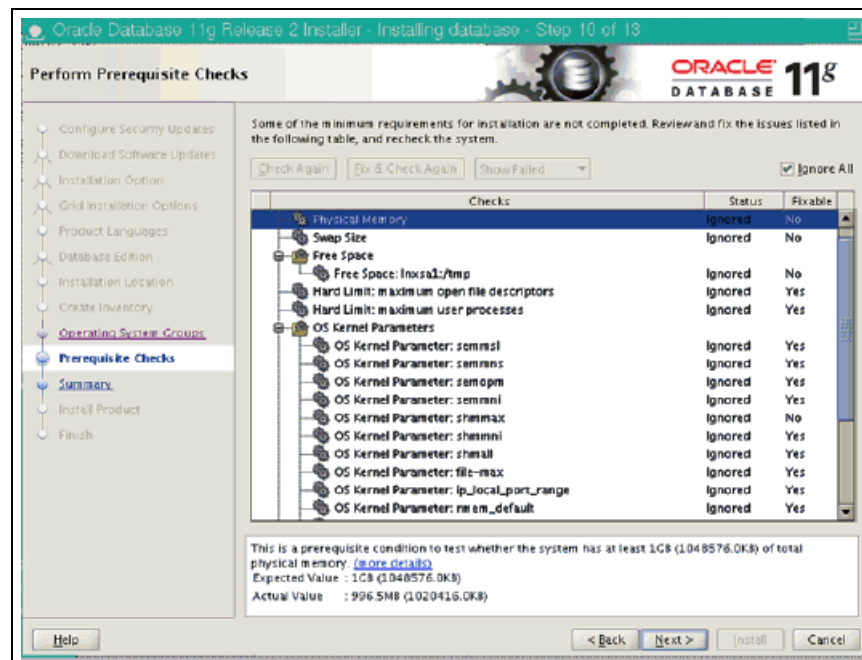 Oracle Database 11g Release 2 Installer - Installing database - Step 10 of 13
Perform Prerequisite Checks
ORACLE
DATABASE
11g
Configure Security Updates
Download Software Updates
Installation Option
Grid Installation Options
Product Languages
Database Edition
Installation Location
Create Inventory
Operating System Groups
Prerequisite Checks
Summary
Install Product
Finish
Some of the minimum requirements for installation are not completed. Review and fix the issues listed in
the following table, and recheck the system.
Check Again Fix & Check Again Show Failed Ignore All
Checks Status Fixable
Physical Memory Ignored No
Swap Size Ignored No
Free Space
Free Space: lnxsa1:/tmp Ignored No
Hard Limit: maximum open file descriptors Ignored Yes
Hard Limit: maximum user processes Ignored Yes
OS Kernel Parameters
OS Kernel Parameter: semmsl Ignored Yes
OS Kernel Parameter: semmns Ignored Yes
OS Kernel Parameter: semopm Ignored Yes
OS Kernel Parameter: semmni Ignored Yes
OS Kernel Parameter: shmmax Ignored No
OS Kernel Parameter: shmmni Ignored Yes
OS Kernel Parameter: shmall Ignored Yes
OS Kernel Parameter: file-max Ignored Yes
OS Kernel Parameter: ip_local_port_range Ignored Yes
OS Kernel Parameter: rmem_default Ignored Yes
This is a prerequisite condition to test whether the system has at least 1GB (1048576.0KB) of total
physical memory. (more details)
Expected Value : 1GB (1048576.0KB)
Actual Value : 996.5MB (1020416.0KB)
Help < Back Next > Install Cancel